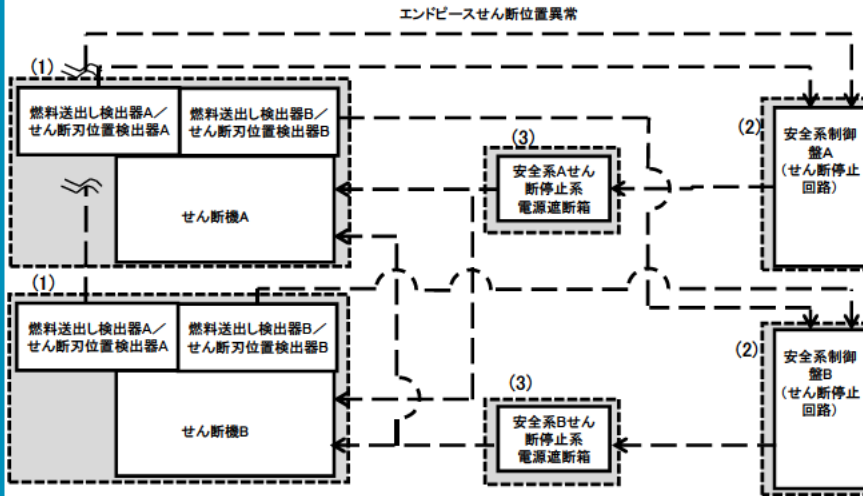 エンドピースせん断位置異常
(1)
燃料送出し検出器A／
せん断刃位置検出器A
燃料送出し検出器B／
せん断刃位置検出器B
せん断機A
(3)
安全系Aせん
断停止系
電源遮断箱
(2)
安全系制御
盤A
(せん断停止
回路)
(1)
燃料送出し検出器A／
せん断刃位置検出器A
燃料送出し検出器B／
せん断刃位置検出器B
せん断機B
(3)
安全系Bせん
断停止系
電源遮断箱
(2)
安全系制御
盤B
(せん断停止
回路)